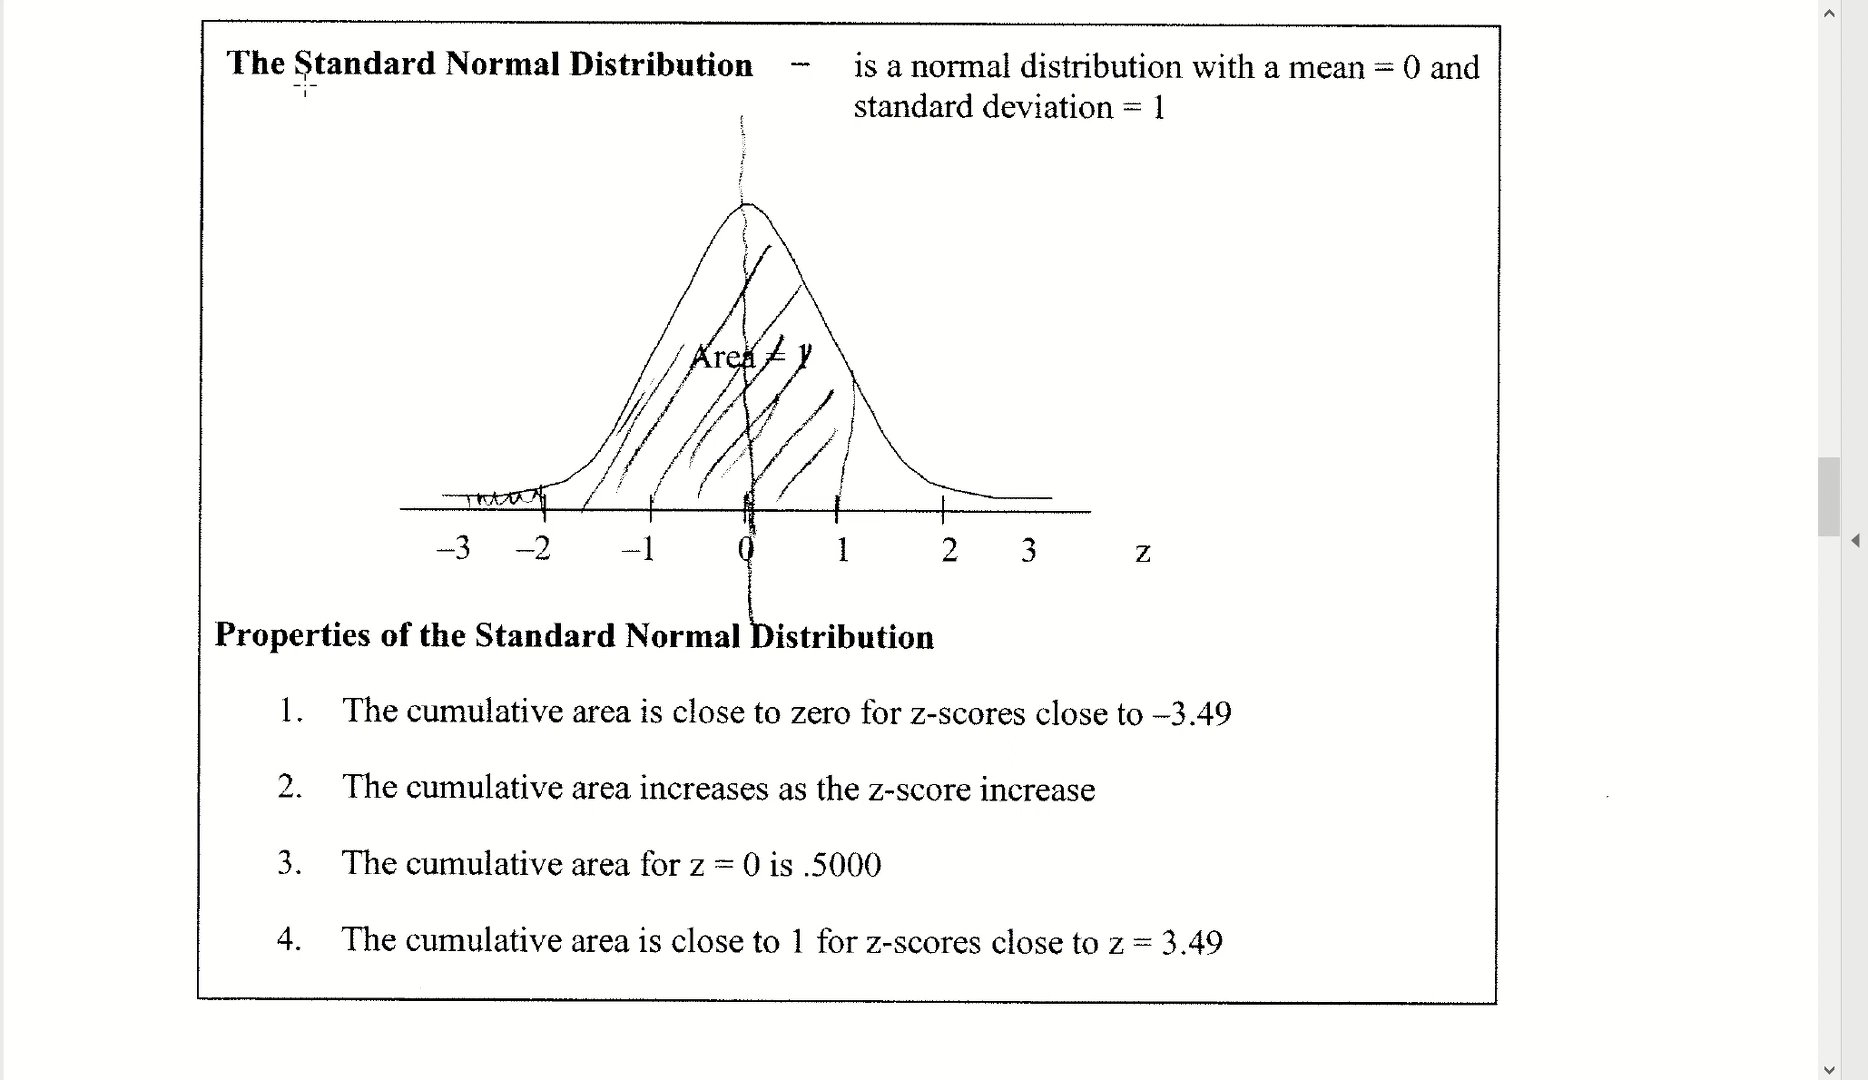 The Standard Normal Distribution – is a normal distribution with a mean = 0 and
standard deviation = 1
Area = 1
–3 –2 –1 0 1 2 3 z
Properties of the Standard Normal Distribution
1. The cumulative area is close to zero for z-scores close to –3.49
2. The cumulative area increases as the z-score increase
3. The cumulative area for z = 0 is .5000
4. The cumulative area is close to 1 for z-scores close to z = 3.49